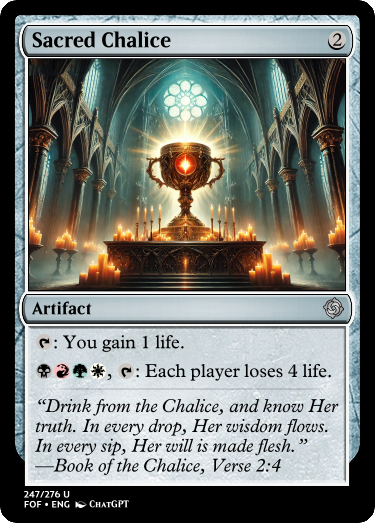 Sacred Chalice 2
Artifact
: You gain 1 life.
, : Each player loses 4 life.
“Drink from the Chalice, and know Her
truth. In every drop, Her wisdom flows.
In every sip, Her will is made flesh.”
—Book of the Chalice, Verse 2:4
247/276 U
FOF • ENG ChatGPT